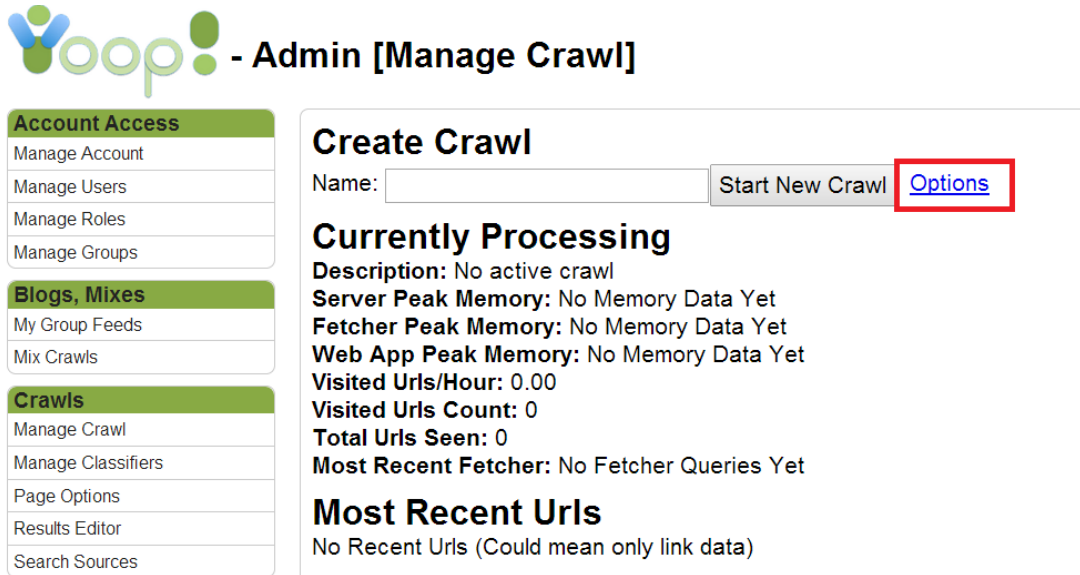 Yoop! - Admin [Manage Crawl]
Account Access
Manage Account
Manage Users
Manage Roles
Manage Groups
Blogs, Mixes
My Group Feeds
Mix Crawls
Crawls
Manage Crawl
Manage Classifiers
Page Options
Results Editor
Search Sources
Create Crawl
Name: Start New Crawl Options
Currently Processing
Description: No active crawl
Server Peak Memory: No Memory Data Yet
Fetcher Peak Memory: No Memory Data Yet
Web App Peak Memory: No Memory Data Yet
Visited Urls/Hour: 0.00
Visited Urls Count: 0
Total Urls Seen: 0
Most Recent Fetcher: No Fetcher Queries Yet
Most Recent Urls
No Recent Urls (Could mean only link data)